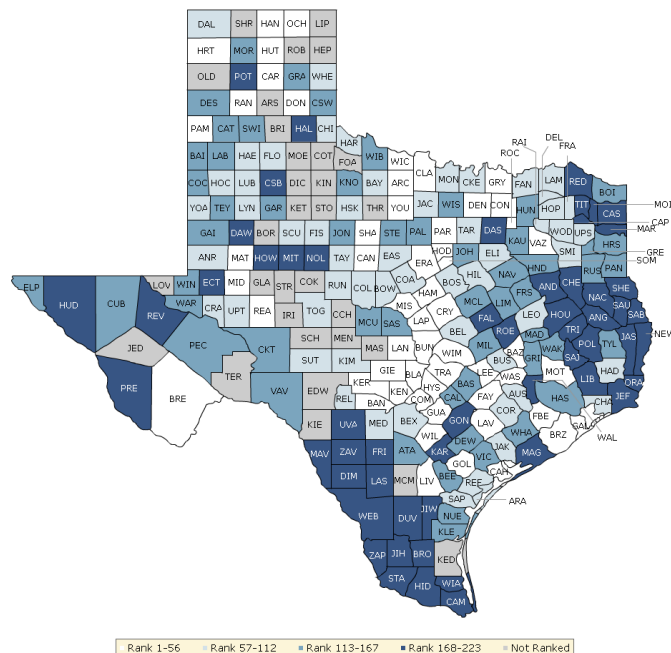 DAL SHR HAN OCH LIP
HRT MOR HUT ROB HEP
OLD POT CAR GRA WHE
DES RAN ARS DON CSW
PAM CAT SWI BRI HAL CHI
BAI LAB HAE FLO MOE COT HAR FOA WIB WIC CLA MON CKE GRY ROC FAN RAI LAM DEL FRA RED BOI
COC HOC LUB CSB DIC KIN KNO BAY ARC JAC WIS DEN CON HUN HOP TIT CAS MOI CAP
YOA TEY LYN GAR KET STO HSK THR YOU PAL PAR TAR DAS KAU VAZ WOD UPS MAR
GAI DAW BOR SCU FIS JON SHA STE HOD JOH ELI SMI HRS GRE
ANR MAT HOW MIT NOL TAY CAN EAS ERA HIL NAV HND RUS PAN SOM
ELP HUD CUB LOV WIN ECT MID GLA STR COK RUN COL BOW COA HAM BOS MCL LIM FRS AND CHE SHE
REV WAR CRA UPT REA IRI TOG CCH MCU SAS MIS LAP CRY FAL LEO HOU NAC SAU SAB
JED PEC CKT SCH MEN MAS LAN BUN BEL MIL ROE MAD TRI ANG NEW
PRE BRE TER VAV SUT KIM GIE BLA WIM BUS BAZ GRI WAK SAJ POL TYL JAS
EDW KER KEN HYS TRA LEE WAS MOT LIB HAD ORA
KIE REL BAN COM CAL BAS FAY AUS HAS CHA JEF
UVA MED BEX GUA GON LAV COR FBE GAL WAL
MAV ZAV FRI ATA WIL KAR DEW VIC JAK WHA BRZ
DIM LAS MCM LIV BEE GOL REE CAH MAG
WEB DUV JIW SAP ARA
NUE KLE
ZAP JIH BRO KED
STA HID WIA
CAM
Rank 1-56 Rank 57-112 Rank 113-167 Rank 168-223 Not Ranked